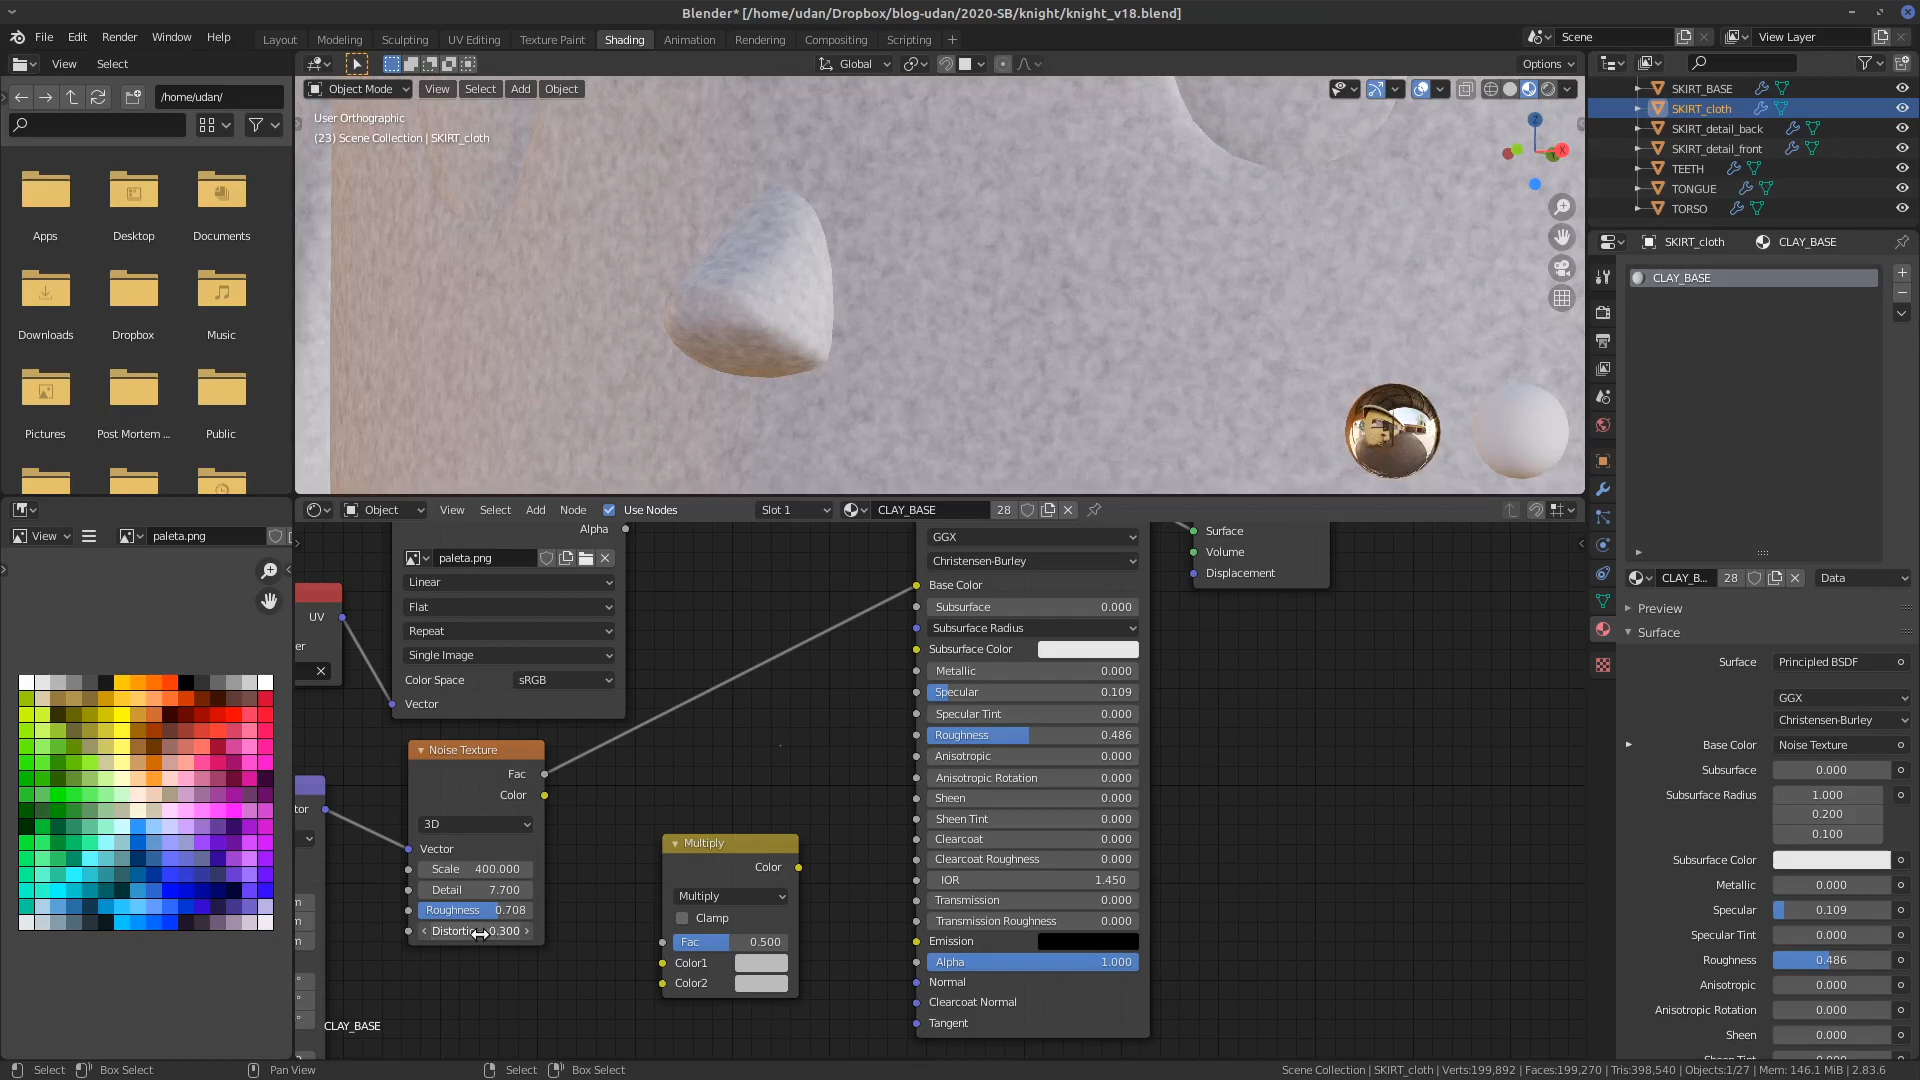 Blender* [/home/udan/Dropbox/blog-udan/2020-SB/knight/knight_v18.blend]
File Edit Render Window Help
Layout Modeling Sculpting UV Editing Texture Paint Shading Animation Rendering Compositing Scripting
Scene
View Layer
View Select
Global
Options
/home/udan/
Object Mode View Select Add Object
User Orthographic
(23) Scene Collection | SKIRT_cloth
Z
X
Y
Apps Desktop Documents
Downloads Dropbox Music
Pictures Post Mortem ... Public
SKIRT_BASE
SKIRT_cloth
SKIRT_detail_back
SKIRT_detail_front
TEETH
TONGUE
TORSO
SKIRT_cloth CLAY_BASE
CLAY_BASE
CLAY_B... 28 Data
Preview
Surface
Surface Principled BSDF
GGX
Christensen-Burley
Base Color Noise Texture
Subsurface 0.000
Subsurface Radius 1.000
0.200
0.100
Subsurface Color
Metallic 0.000
Specular 0.109
Specular Tint 0.000
Roughness 0.486
Anisotropic 0.000
Anisotropic Rotation 0.000
Sheen 0.000
Sheen Tint 0.000
View paleta.png
Object View Select Add Node Use Nodes Slot 1 CLAY_BASE 28
Alpha
paleta.png
Linear
Flat
Repeat
Single Image
Color Space sRGB
Vector
UV
er
tor
m
m
m
°
°
°
Noise Texture
Fac
Color
3D
Vector
Scale 400.000
Detail 7.700
Roughness 0.708
Distortion 0.300
Multiply
Color
Multiply
Clamp
Fac 0.500
Color1
Color2
GGX
Christensen-Burley
Base Color
Subsurface 0.000
Subsurface Radius
Subsurface Color
Metallic 0.000
Specular 0.109
Specular Tint 0.000
Roughness 0.486
Anisotropic 0.000
Anisotropic Rotation 0.000
Sheen 0.000
Sheen Tint 0.000
Clearcoat 0.000
Clearcoat Roughness 0.000
IOR 1.450
Transmission 0.000
Transmission Roughness 0.000
Emission
Alpha 1.000
Normal
Clearcoat Normal
Tangent
Surface
Volume
Displacement
CLAY_BASE
Select Box Select Pan View Select Box Select
Scene Collection | SKIRT_cloth | Verts:199,892 | Faces:199,270 | Tris:398,540 | Objects:1/27 | Mem: 146.1 MiB | 2.83.6